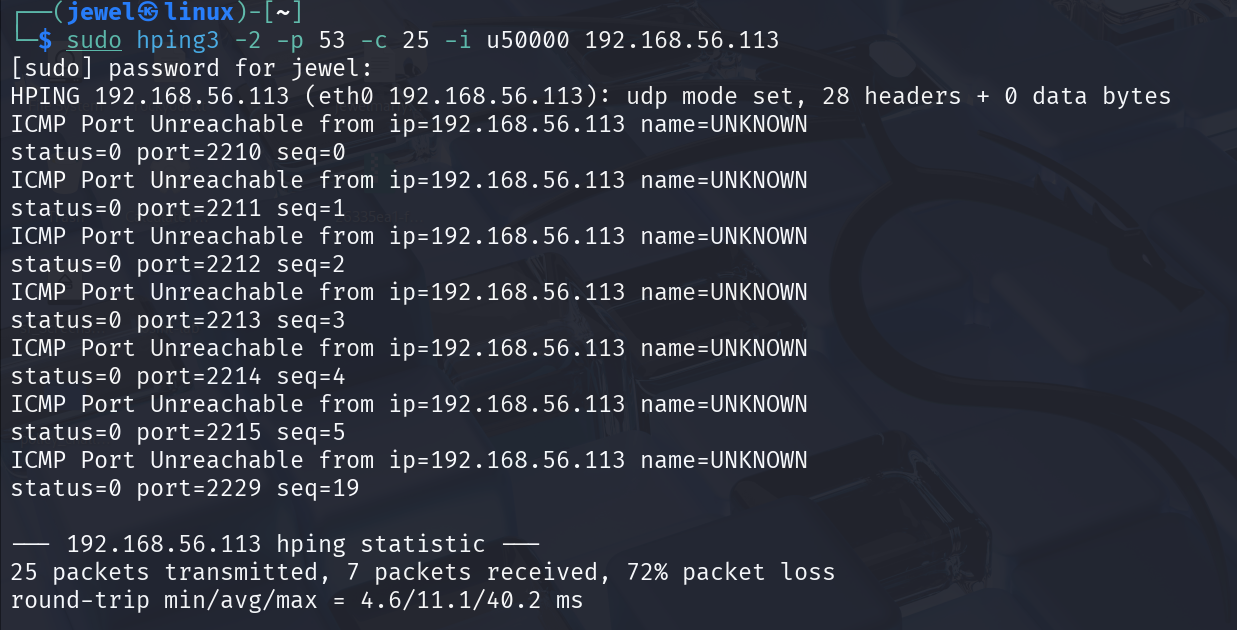 ┌──(jewel㉿linux)-[~]
└─$ sudo hping3 -2 -p 53 -c 25 -i u50000 192.168.56.113
[sudo] password for jewel:
HPING 192.168.56.113 (eth0 192.168.56.113): udp mode set, 28 headers + 0 data bytes
ICMP Port Unreachable from ip=192.168.56.113 name=UNKNOWN
status=0 port=2210 seq=0
ICMP Port Unreachable from ip=192.168.56.113 name=UNKNOWN
status=0 port=2211 seq=1
ICMP Port Unreachable from ip=192.168.56.113 name=UNKNOWN
status=0 port=2212 seq=2
ICMP Port Unreachable from ip=192.168.56.113 name=UNKNOWN
status=0 port=2213 seq=3
ICMP Port Unreachable from ip=192.168.56.113 name=UNKNOWN
status=0 port=2214 seq=4
ICMP Port Unreachable from ip=192.168.56.113 name=UNKNOWN
status=0 port=2215 seq=5
ICMP Port Unreachable from ip=192.168.56.113 name=UNKNOWN
status=0 port=2229 seq=19
--- 192.168.56.113 hping statistic ---
25 packets transmitted, 7 packets received, 72% packet loss
round-trip min/avg/max = 4.6/11.1/40.2 ms